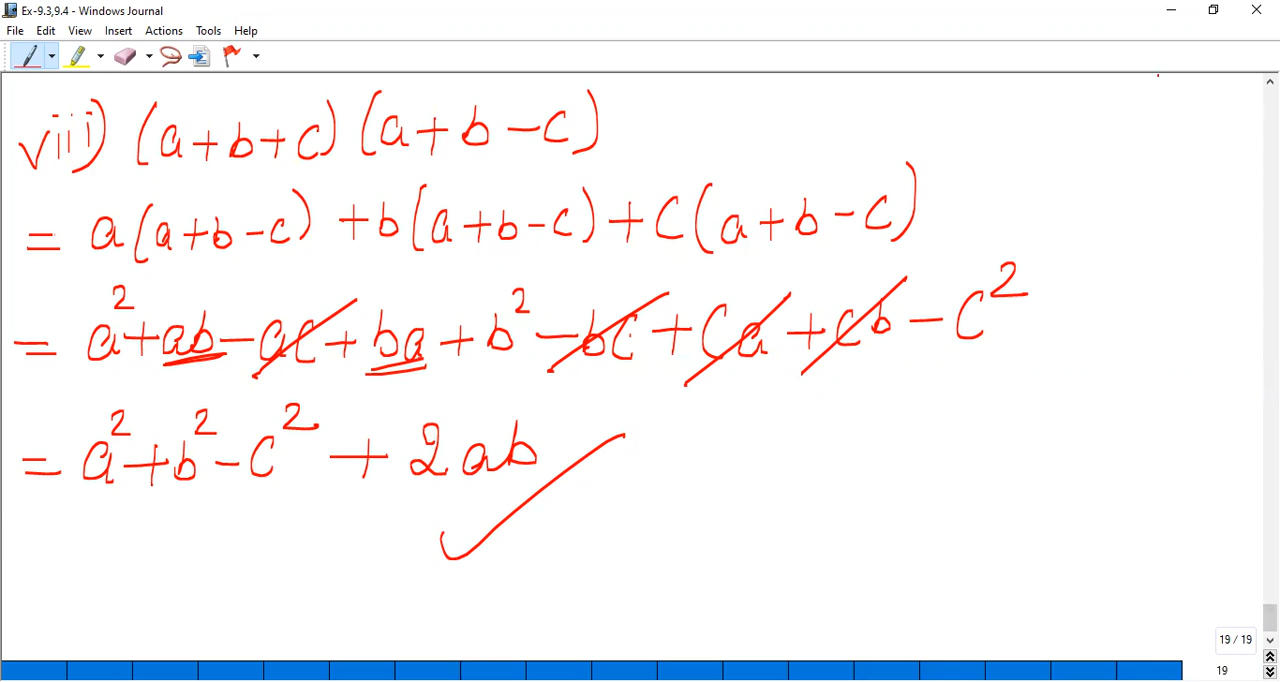 Ex-9.3,9.4 - Windows Journal
File Edit View Insert Actions Tools Help
viii) (a+b+c)(a+b-c)
= a(a+b-c) +b(a+b-c)+c(a+b-c)
= a²+ab-ac+ba+b²-bc+ca+cb-c²
= a²+b²-c² + 2ab
19 / 19
19